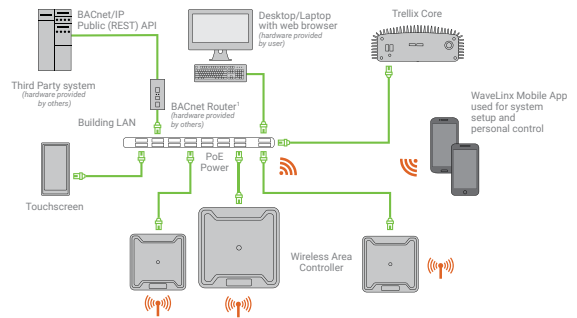 BACnet/IP
Public (REST) API
Desktop/Laptop
with web browser
(hardware provided
by user)
Trellix Core
Third Party system
(hardware provided
by others)
BACnet Router¹
(hardware provided
by others)
WaveLinx Mobile App
used for system
setup and
personal control
Building LAN
PoE
Power
Touchscreen
Wireless Area
Controller